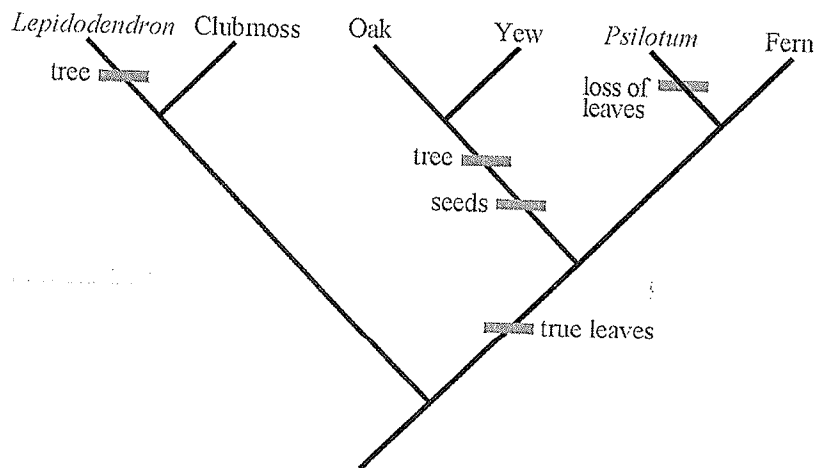 Lepidodendron Clubmoss Oak Yew Psilotum Fern
tree
loss of
leaves
tree
seeds
true leaves